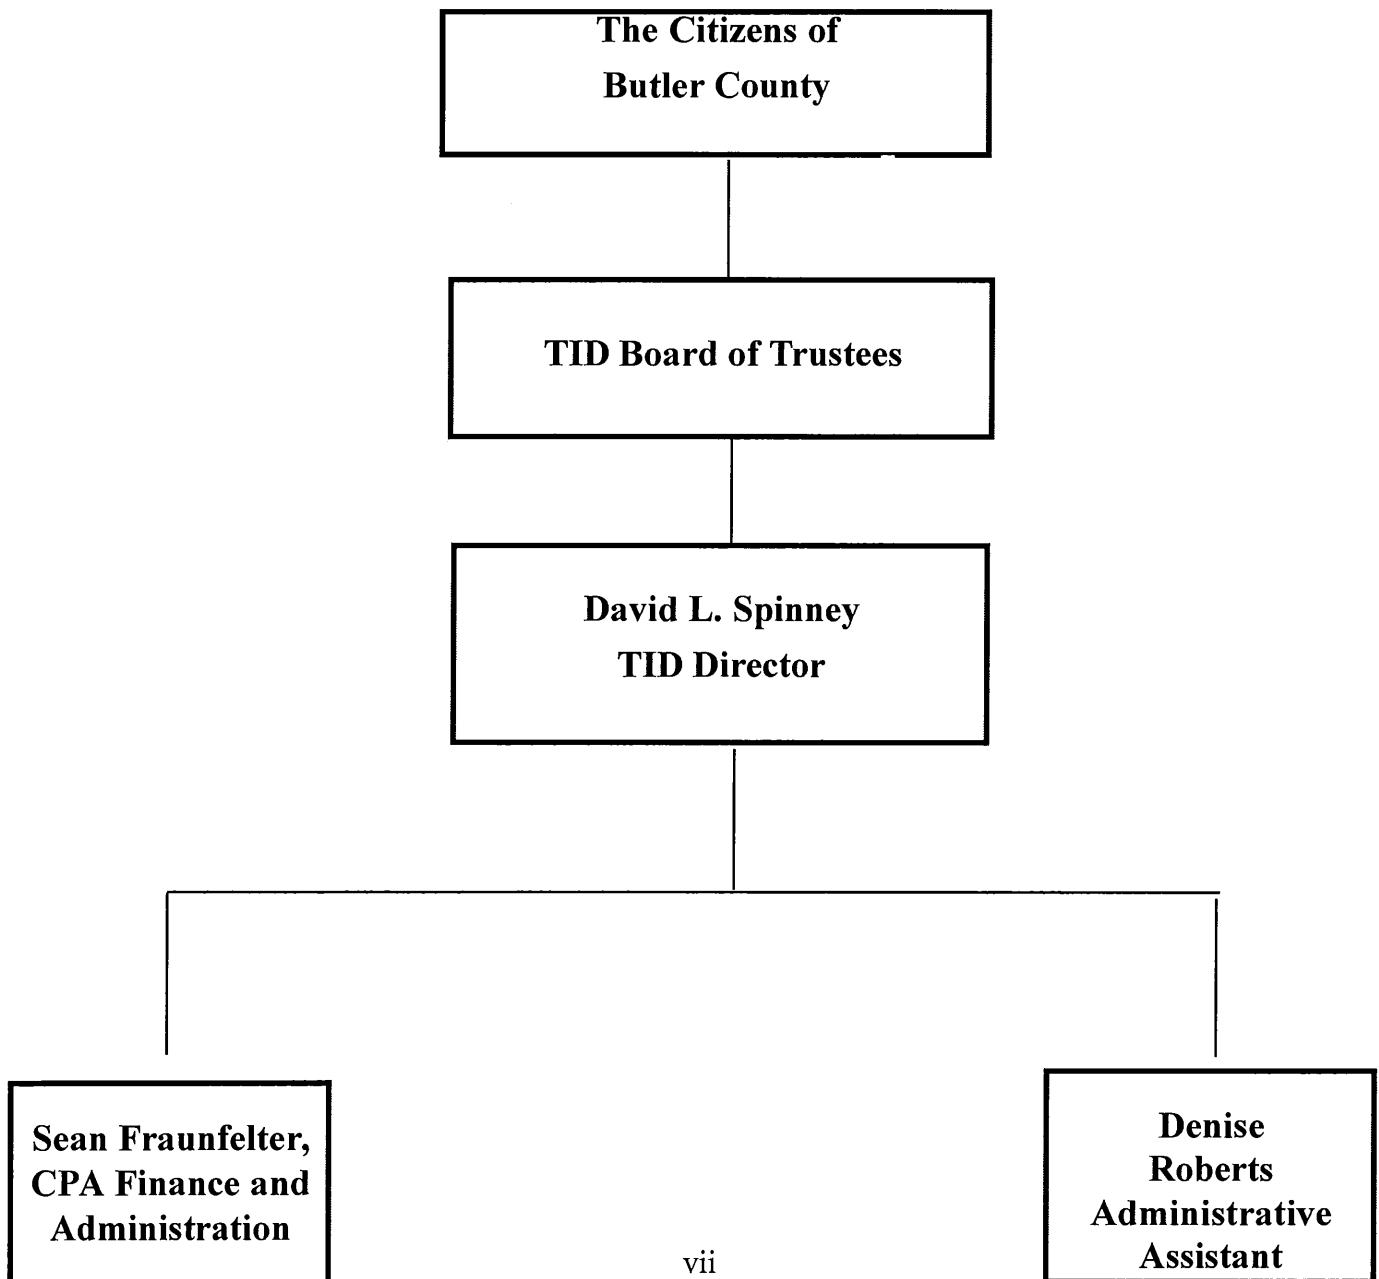 The Citizens of
Butler County
TID Board of Trustees
David L. Spinney
TID Director
Sean Fraunfelter,
CPA Finance and
Administration
Denise
Roberts
Administrative
Assistant
vii